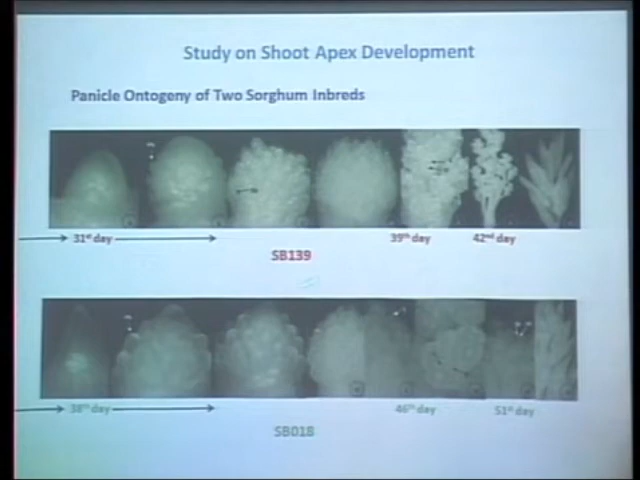 Study on Shoot Apex Development
Panicle Ontogeny of Two Sorghum Inbreds
31st day
39th day
42nd day
SB139
38th day
46th day
51st day
SB018